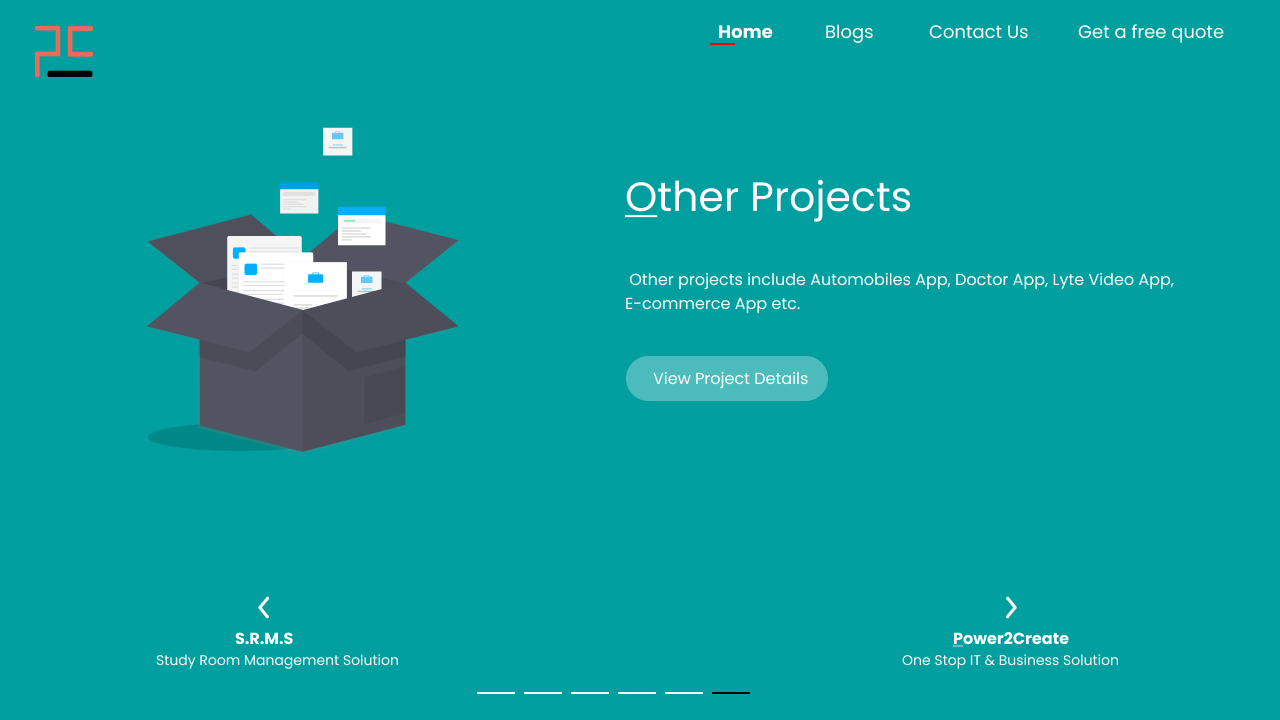 Home Blogs Contact Us Get a free quote
Other Projects
Other projects include Automobiles App, Doctor App, Lyte Video App,
E-commerce App etc.
View Project Details
S.R.M.S
Study Room Management Solution
Power2Create
One Stop IT & Business Solution